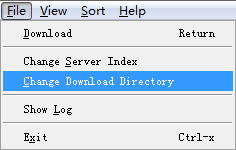 File View Sort Help
Download Return
Change Server Index
Change Download Directory
Show Log
Exit Ctrl-x